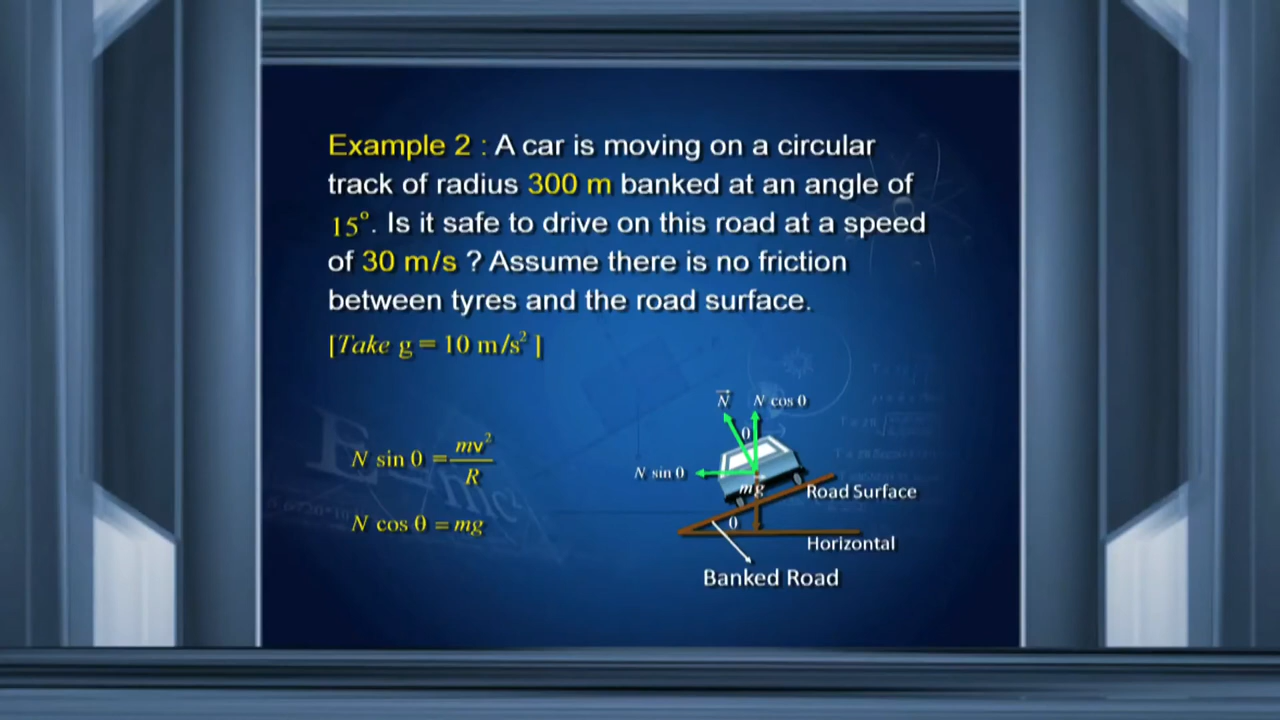 Example 2 : A car is moving on a circular
track of radius 300 m banked at an angle of
15°. Is it safe to drive on this road at a speed
of 30 m/s ? Assume there is no friction
between tyres and the road surface.
[Take g = 10 m/s² ]
N sin θ = mv²/R
N cos θ = mg
N⃗
N cos θ
θ
N sin θ
mg
Road Surface
θ
Horizontal
Banked Road